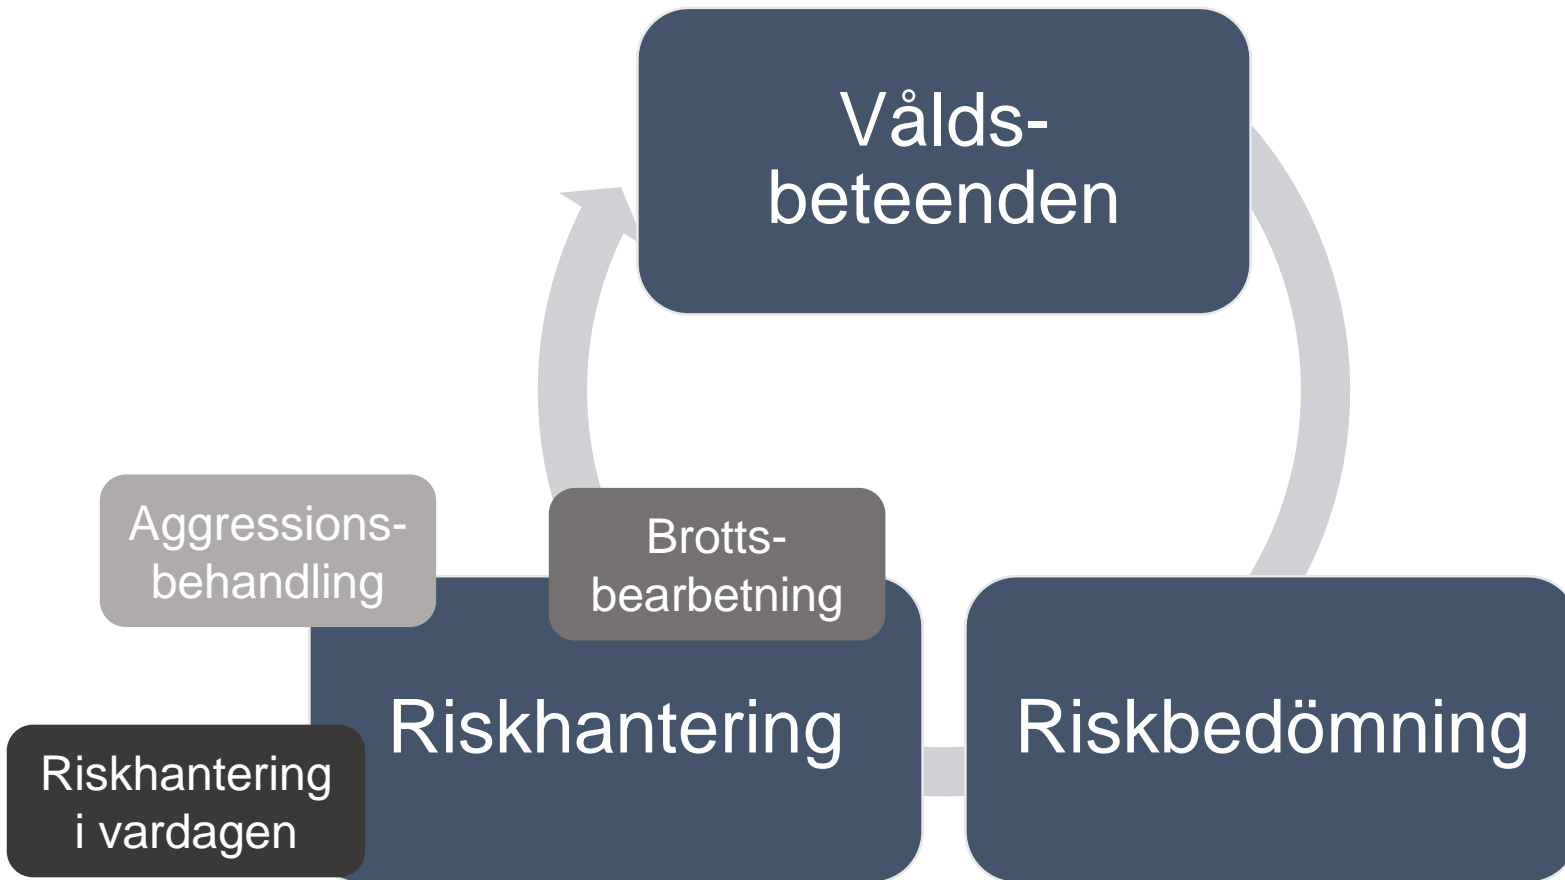 Vålds-
beteenden
Aggressions-
behandling
Brotts-
bearbetning
Riskhantering
Riskbedömning
Riskhantering
i vardagen